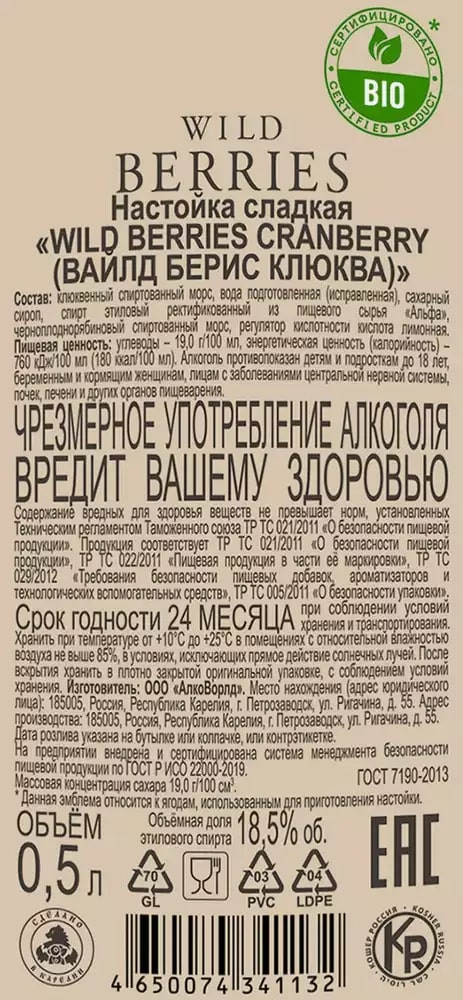 СЕРТИФИЦИРОВАНО
*
BIO
CERTIFIED PRODUCT
WILD
BERRIES
Настойка сладкая
«WILD BERRIES CRANBERRY
(ВАЙЛД БЕРИС КЛЮКВА)»
Состав: клюквенный спиртованный морс, вода подготовленная (исправленная), сахарный
сироп, спирт этиловый ректификованный из пищевого сырья «Альфа»,
черноплоднорябиновый спиртованный морс, регулятор кислотности кислота лимонная.
Пищевая ценность: углеводы – 19,0 г/100 мл, энергетическая ценность (калорийность) –
760 кДж/100 мл (180 ккал/100 мл). Алкоголь противопоказан детям и подросткам до 18 лет,
беременным и кормящим женщинам, лицам с заболеваниями центральной нервной системы,
почек, печени и других органов пищеварения.
ЧРЕЗМЕРНОЕ УПОТРЕБЛЕНИЕ АЛКОГОЛЯ
ВРЕДИТ ВАШЕМУ ЗДОРОВЬЮ
Содержание вредных для здоровья веществ не превышает норм, установленных
Техническим регламентом Таможенного союза ТР ТС 021/2011 «О безопасности пищевой
продукции». Продукция соответствует ТР ТС 021/2011 «О безопасности пищевой
продукции», ТР ТС 022/2011 "Пищевая продукция в части её маркировки», ТР ТС
029/2012 «Требования безопасности пищевых добавок, ароматизаторов и
технологических вспомогательных средств», ТР ТС 005/2011 «О безопасности упаковки».
Срок годности 24 МЕСЯЦА при соблюдении условий
хранения и транспортирования.
Хранить при температуре от +10°С до +25°С в помещениях с относительной влажностью
воздуха не выше 85%, в условиях, исключающих прямое действие солнечных лучей. После
вскрытия хранить в плотно закрытой оригинальной упаковке, с соблюдением условий
хранения. Изготовитель: ООО «АлкоВорлд». Место нахождения (адрес юридического
лица): 185005, Россия, Республика Карелия, г. Петрозаводск, ул. Ригачина, д. 55. Адрес
производства: 185005, Россия, Республика Карелия, г. Петрозаводск, ул. Ригачина, д. 55.
Дата розлива указана на бутылке или колпачке, или контрэтикетке.
На предприятии внедрена и сертифицирована система менеджмента безопасности
пищевой продукции по ГОСТ Р ИСО 22000-2019.
ГОСТ 7190-2013
Массовая концентрация сахара 19,0 г/100 см³.
* Данная эмблема относится к ягодам, использованным для приготовления настойки.
ОБЪЁМ
0,5 л
Объёмная доля
этилового спирта 18,5% об.
EAC
70
GL
03
PVC
04
LDPE
СДЕЛАНО
В КАРЕЛИИ
4 650074 341132
КОШЕР РОССИЯ • KOSHER RUSSIA
KR